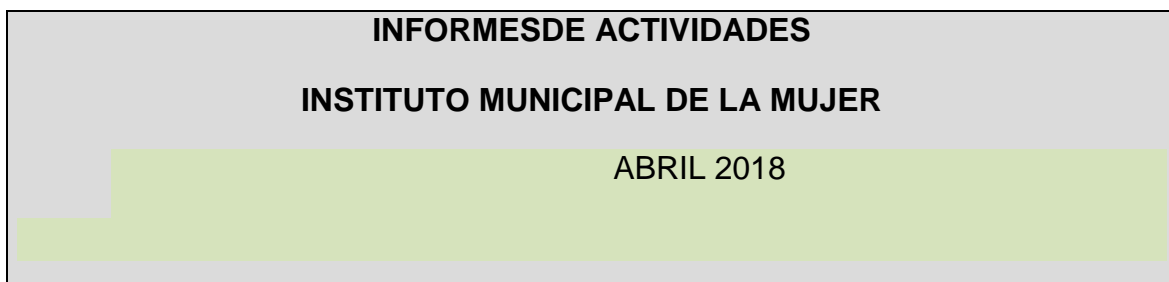 INFORMESDE ACTIVIDADES
INSTITUTO MUNICIPAL DE LA MUJER
ABRIL 2018